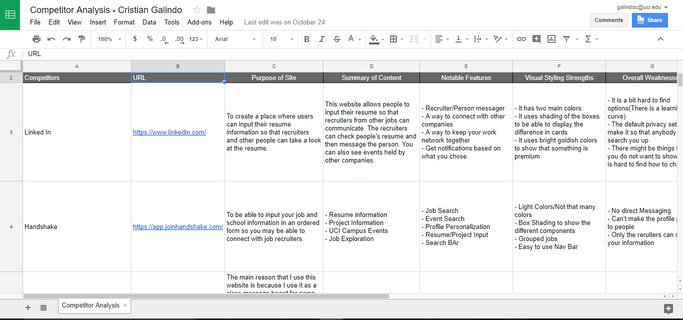 Competitor Analysis - Cristian Galindo
galindoc@uci.edu
File Edit View Insert Format Data Tools Add-ons Help Last edit was on October 24
Comments Share
100% $ % .0 .00 123 Arial 10 B I S A
fx URL
A B C D E F G
2 Competitors URL Purpose of Site Summary of Content Notable Features Visual Styling Strengths Overall Weaknesse
3
Linked In
https://www.linkedin.com/
To create a place where users
can input their resume
information so that recruiters
and other people can take a look
at the resume.
This website allows people to
input their resume so that
recruiters from other jobs can
communicate. The recruiters
can check people's resume and
then message the person. You
can also see events held by
other companies.
- Recruiter/Person messager
- A way to connect with other
companies
- A way to keep your work
network together
- Get notifications based on
what you chose
- It has two main colors.
- It uses shading of the boxes
to be able to display the
difference in cards
- It uses bright goldish colors
to show that something is
premium
- It is a bit hard to find
options(There is a learni
curve)
- The default privacy set
make it so that anybody
search you up
- There might be things
you do not want to show
is hard to find how to ch
4
Handshake
https://app.joinhandshake.com/
To be able to input your job and
school information in an ordered
form so you may be able to
connect with job recruiters.
- Resume information
- Project Information
- UCI Campus Events
- Job Exploration
- Job Search
- Event Search
- Profile Personalization
- Resume/Project Input
- Search BAr
- Light Colors/Not that many
colors
- Box Shading to show the
different components
- Grouped jobs
- Easy to use Nav Bar
- No direct Messaging
- Can't make the profile
to people
- Only the reruiters can s
your information
The main reason that I use this
website is because I use it as a
Competitor Analysis